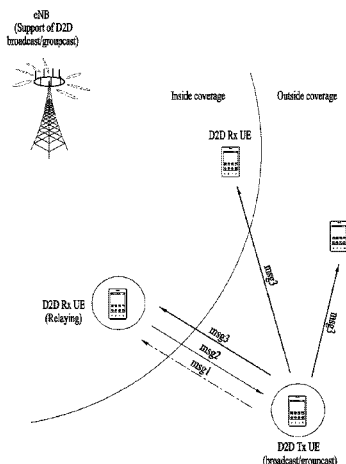 eNB
(Support of D2D
broadcast/groupcast)
Inside coverage
Outside coverage
D2D Rx UE
msg3
msg3
D2D Rx UE
(Relaying)
msg3
msg2
msg1
D2D Tx UE
(broadcast/groupcast)